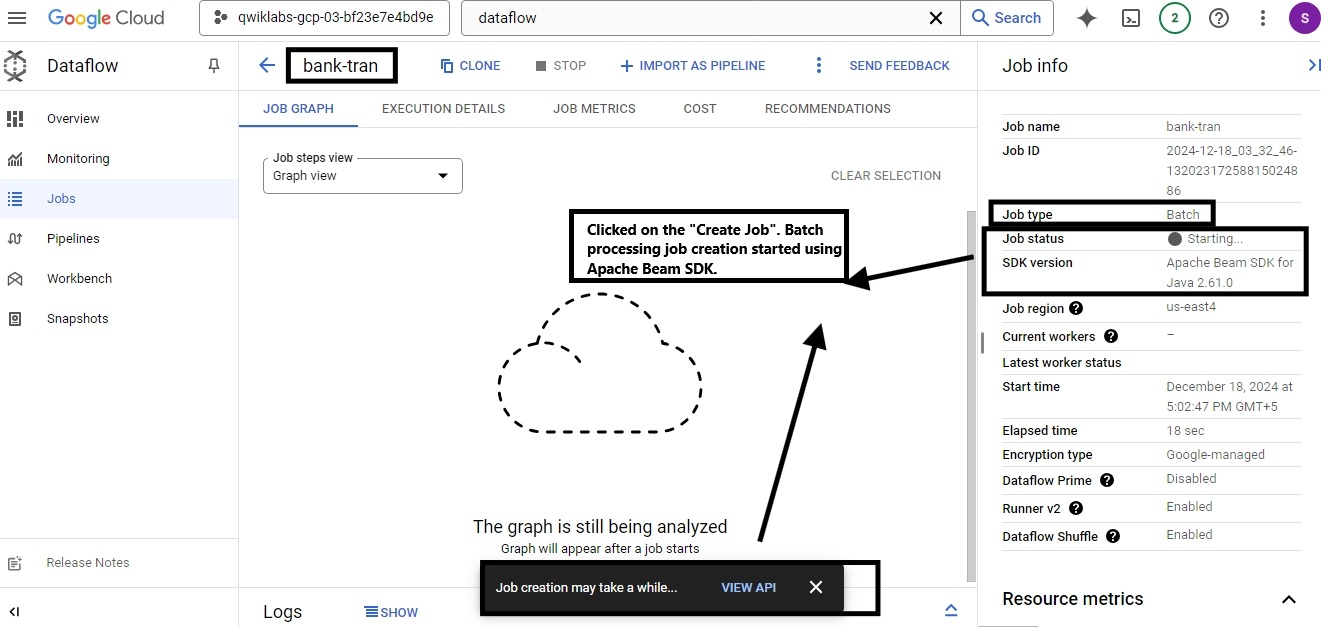 Google Cloud
qwiklabs-gcp-03-bf23e7e4bd9e
dataflow
Search
2
S
Dataflow
bank-tran
CLONE
STOP
IMPORT AS PIPELINE
SEND FEEDBACK
Job info
Overview
Monitoring
Jobs
Pipelines
Workbench
Snapshots
Release Notes
JOB GRAPH
EXECUTION DETAILS
JOB METRICS
COST
RECOMMENDATIONS
Job steps view
Graph view
CLEAR SELECTION
Clicked on the "Create Job". Batch
processing job creation started using
Apache Beam SDK.
The graph is still being analyzed
Graph will appear after a job starts
Job creation may take a while...
VIEW API
Logs
SHOW
Job name bank-tran
Job ID 2024-12-18_03_32_46-
132023172588150248
86
Job type Batch
Job status Starting...
SDK version Apache Beam SDK for
Java 2.61.0
Job region ? us-east4
Current workers ? –
Latest worker status
Start time December 18, 2024 at
5:02:47 PM GMT+5
Elapsed time 18 sec
Encryption type Google-managed
Dataflow Prime ? Disabled
Runner v2 ? Enabled
Dataflow Shuffle ? Enabled
Resource metrics